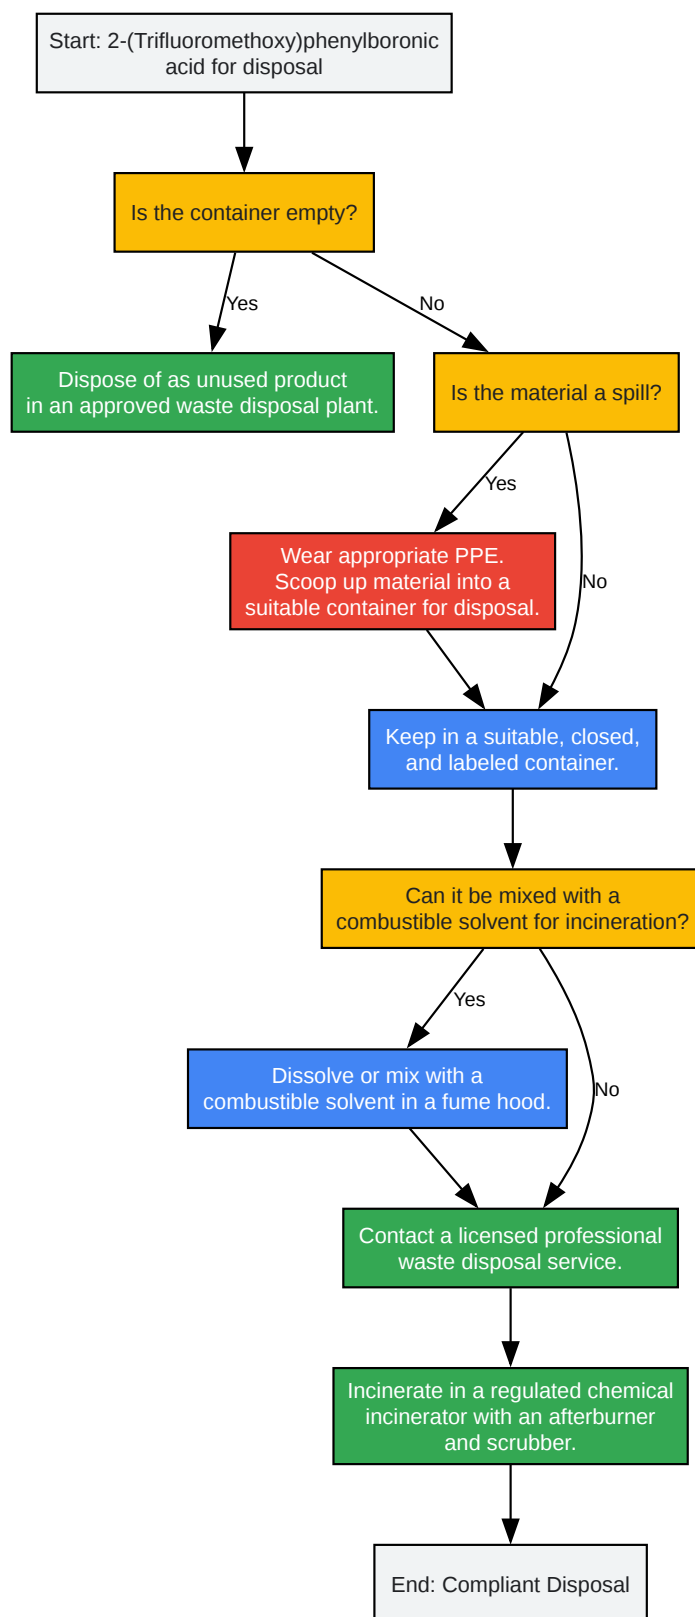 Start: 2-(Trifluoromethoxy)phenylboronic
acid for disposal
Is the container empty?
Yes
No
Dispose of as unused product
in an approved waste disposal plant.
Is the material a spill?
Yes
Wear appropriate PPE.
Scoop up material into a
suitable container for disposal.
No
Keep in a suitable, closed,
and labeled container.
Can it be mixed with a
combustible solvent for incineration?
Yes
Dissolve or mix with a
combustible solvent in a fume hood.
No
Contact a licensed professional
waste disposal service.
Incinerate in a regulated chemical
incinerator with an afterburner
and scrubber.
End: Compliant Disposal